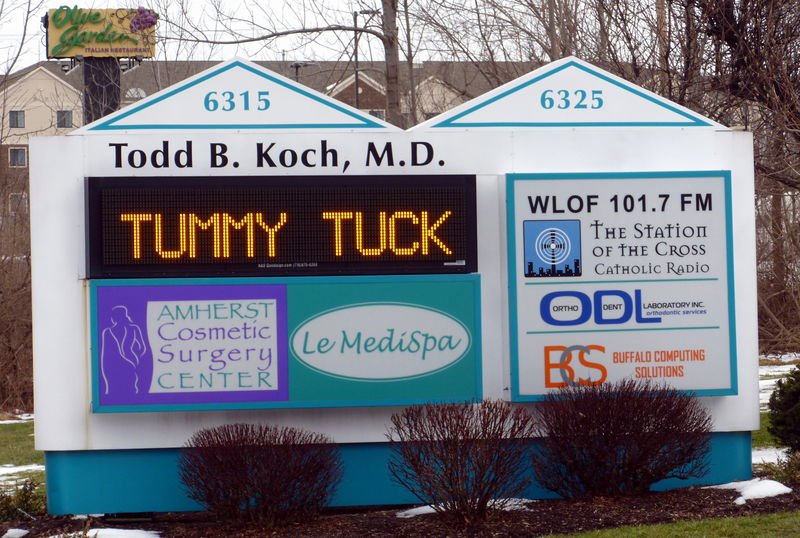 Olive
Garden
ITALIAN RESTAURANT
6315
6325
Todd B. Koch, M.D.
TUMMY TUCK
AMHERST
Cosmetic
Surgery
CENTER
Le MediSpa
WLOF 101.7 FM
The Station
of the Cross
Catholic Radio
ORTHO ODL DENT LABORATORY INC.
orthodontic services
BCS BUFFALO COMPUTING
SOLUTIONS